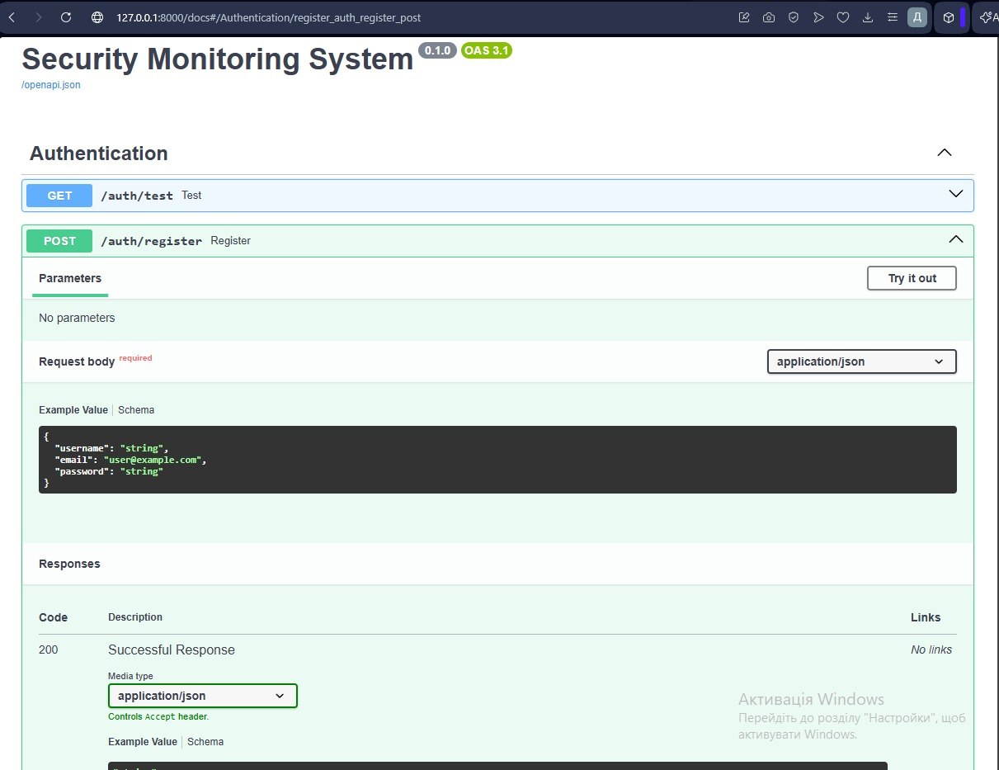 127.0.0.1:8000/docs#/Authentication/register_auth_register_post
Д
A
Security Monitoring System 0.1.0 OAS 3.1
/openapi.json
Authentication
GET /auth/test Test
POST /auth/register Register
Parameters
Try it out
No parameters
Request body required
application/json
Example Value Schema
{
"username": "string",
"email": "user@example.com",
"password": "string"
}
Responses
Code Description Links
200 Successful Response No links
Media type
application/json
Controls Accept header.
Example Value Schema
Активація Windows
Перейдіть до розділу "Настройки", щоб
активувати Windows.